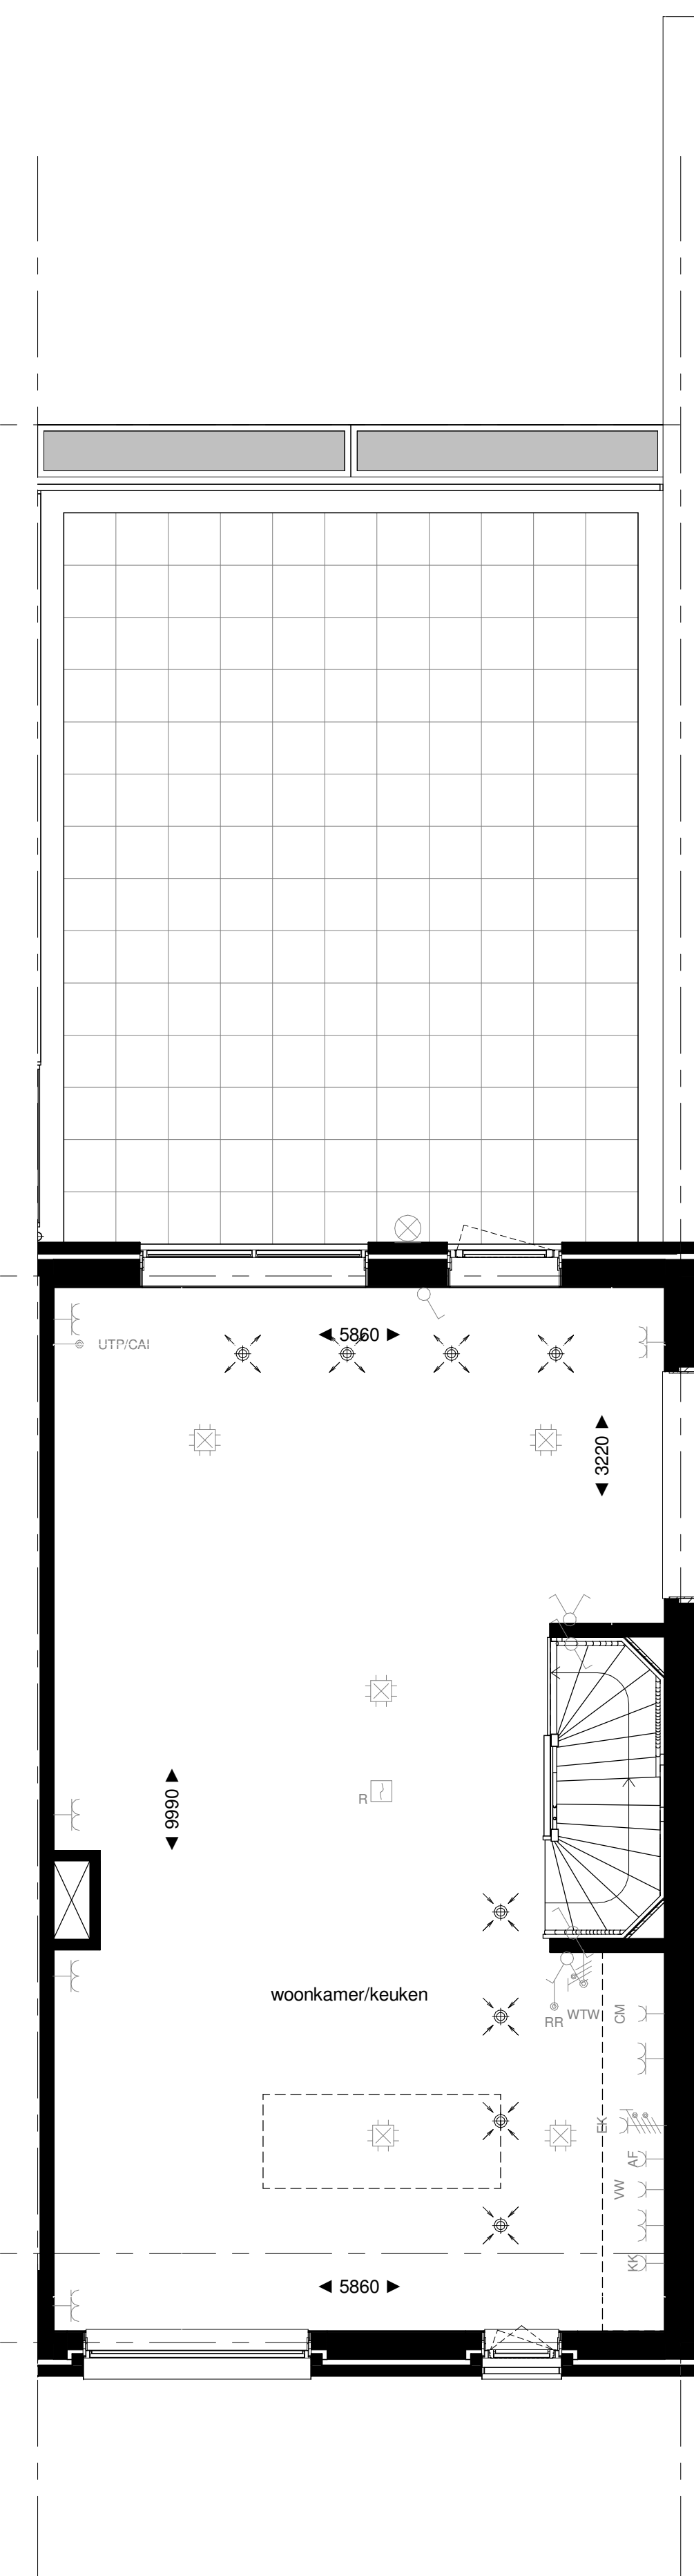 5860
UTP/CAI
3220
R
9990
woonkamer/keuken
RR WTW CM
EK
AF
VW
KK
5860